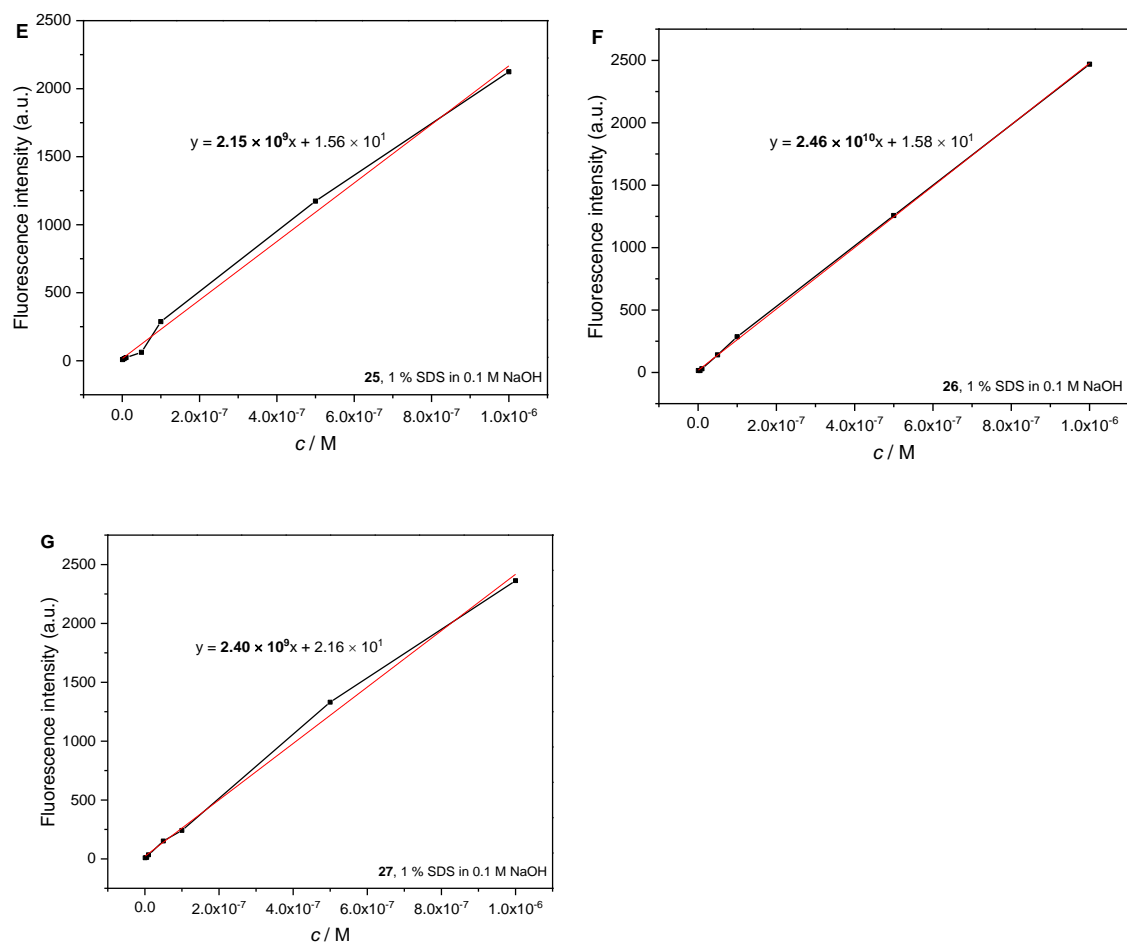 E
Fluorescence intensity (a.u.)
2500
2000
1500
1000
500
0
y = 2.15 × 10⁹x + 1.56 × 10¹
25, 1 % SDS in 0.1 M NaOH
0.0 2.0x10⁻⁷ 4.0x10⁻⁷ 6.0x10⁻⁷ 8.0x10⁻⁷ 1.0x10⁻⁶
c / M
F
Fluorescence intensity (a.u.)
2500
2000
1500
1000
500
0
y = 2.46 × 10¹⁰x + 1.58 × 10¹
26, 1 % SDS in 0.1 M NaOH
0.0 2.0x10⁻⁷ 4.0x10⁻⁷ 6.0x10⁻⁷ 8.0x10⁻⁷ 1.0x10⁻⁶
c / M
G
Fluorescence intensity (a.u.)
2500
2000
1500
1000
500
0
y = 2.40 × 10⁹x + 2.16 × 10¹
27, 1 % SDS in 0.1 M NaOH
0.0 2.0x10⁻⁷ 4.0x10⁻⁷ 6.0x10⁻⁷ 8.0x10⁻⁷ 1.0x10⁻⁶
c / M